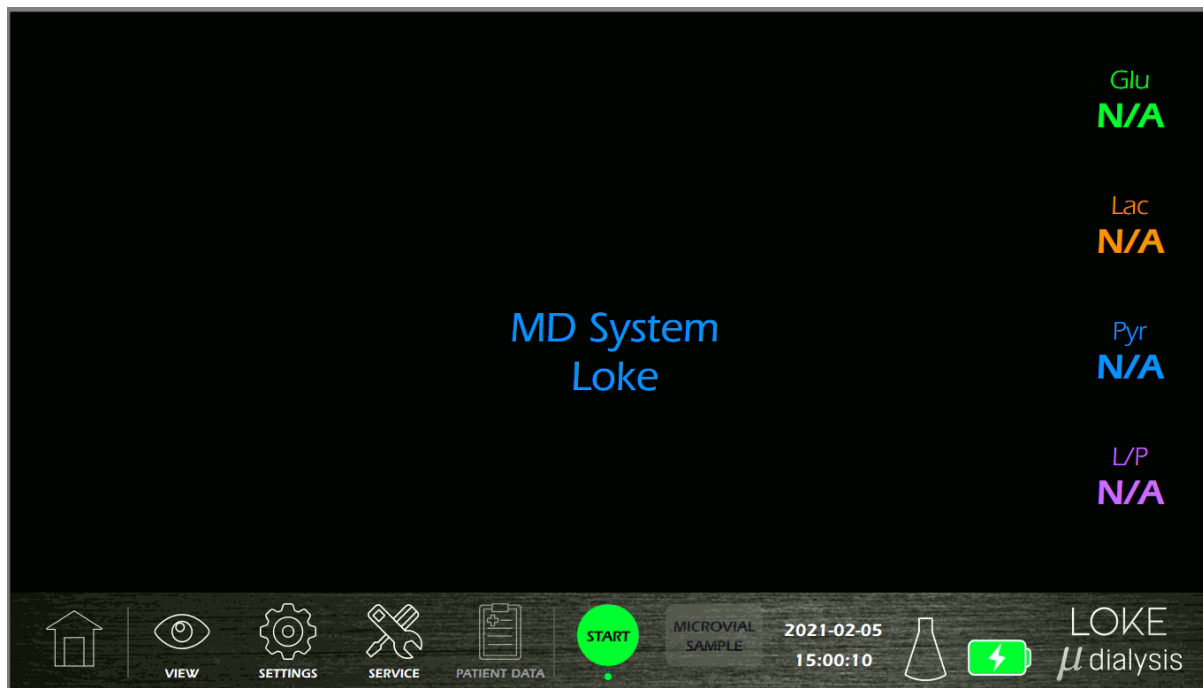 Glu
N/A
Lac
N/A
MD System
Loke
Pyr
N/A
L/P
N/A
VIEW
SETTINGS
SERVICE
PATIENT DATA
START
MICROVIAL
SAMPLE
2021-02-05
15:00:10
LOKE
µ dialysis